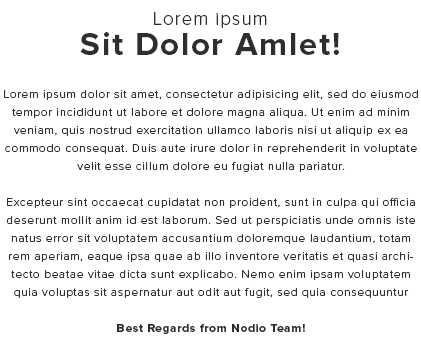 Lorem ipsum
Sit Dolor Amlet!
Lorem ipsum dolor sit amet, consectetur adipisicing elit, sed do eiusmod
tempor incididunt ut labore et dolore magna aliqua. Ut enim ad minim
veniam, quis nostrud exercitation ullamco laboris nisi ut aliquip ex ea
commodo consequat. Duis aute irure dolor in reprehenderit in voluptate
velit esse cillum dolore eu fugiat nulla pariatur.
Excepteur sint occaecat cupidatat non proident, sunt in culpa qui officia
deserunt mollit anim id est laborum. Sed ut perspiciatis unde omnis iste
natus error sit voluptatem accusantium doloremque laudantium, totam
rem aperiam, eaque ipsa quae ab illo inventore veritatis et quasi archi-
tecto beatae vitae dicta sunt explicabo. Nemo enim ipsam voluptatem
quia voluptas sit aspernatur aut odit aut fugit, sed quia consequuntur
Best Regards from Nodlo Team!